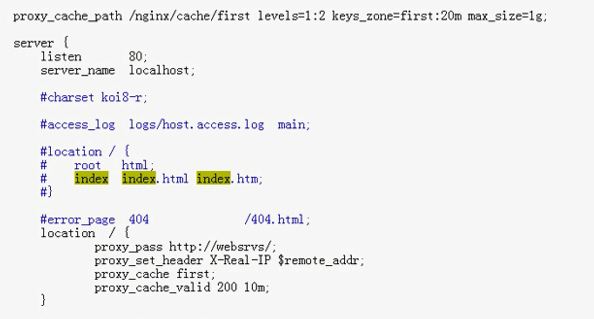 proxy_cache_path /nginx/cache/first levels=1:2 keys_zone=first:20m max_size=1g;
server {
listen 80;
server_name localhost;
#charset koi8-r;
#access_log logs/host.access.log main;
#location / {
# root html;
# index index.html index.htm;
#}
#error_page 404 /404.html;
location / {
proxy_pass http://websrvs/;
proxy_set_header X-Real-IP $remote_addr;
proxy_cache first;
proxy_cache_valid 200 10m;
}